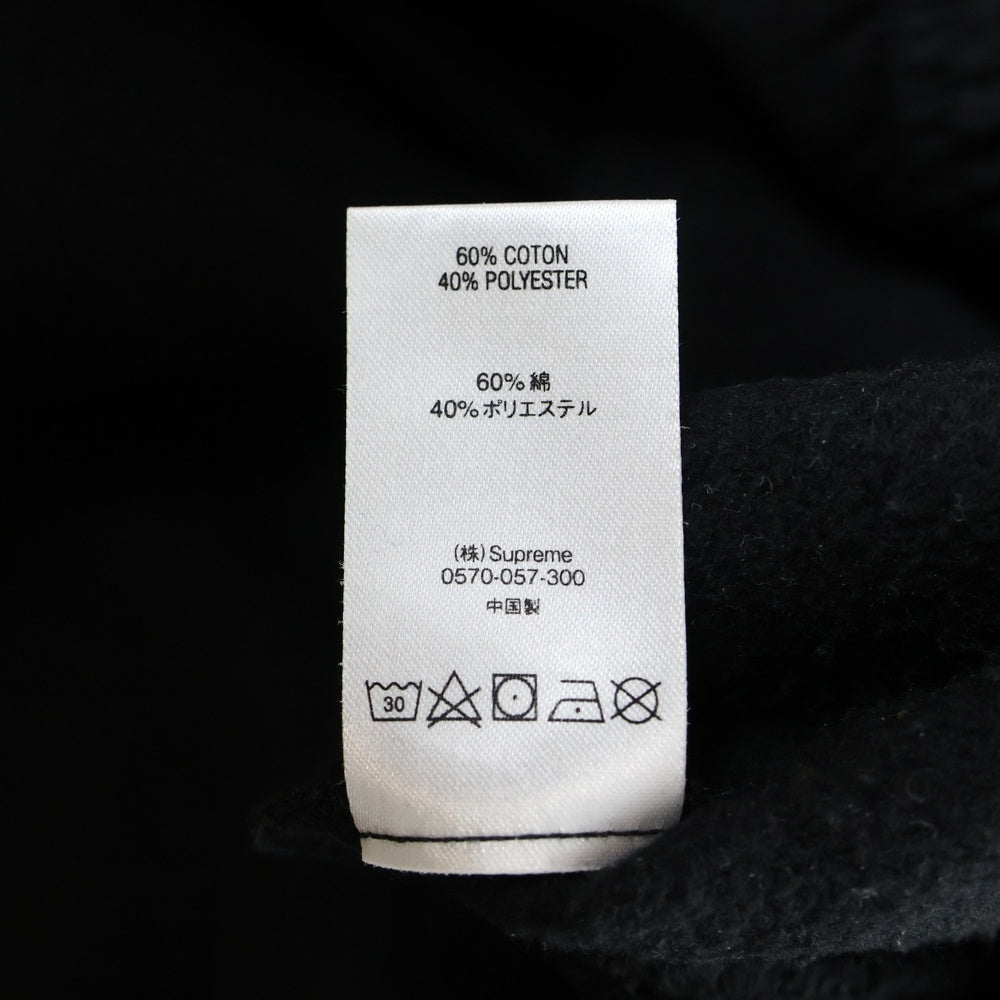 60% COTON
40% POLYESTER
60%綿
40%ポリエステル
(株)Supreme
0570-057-300
中国製
30